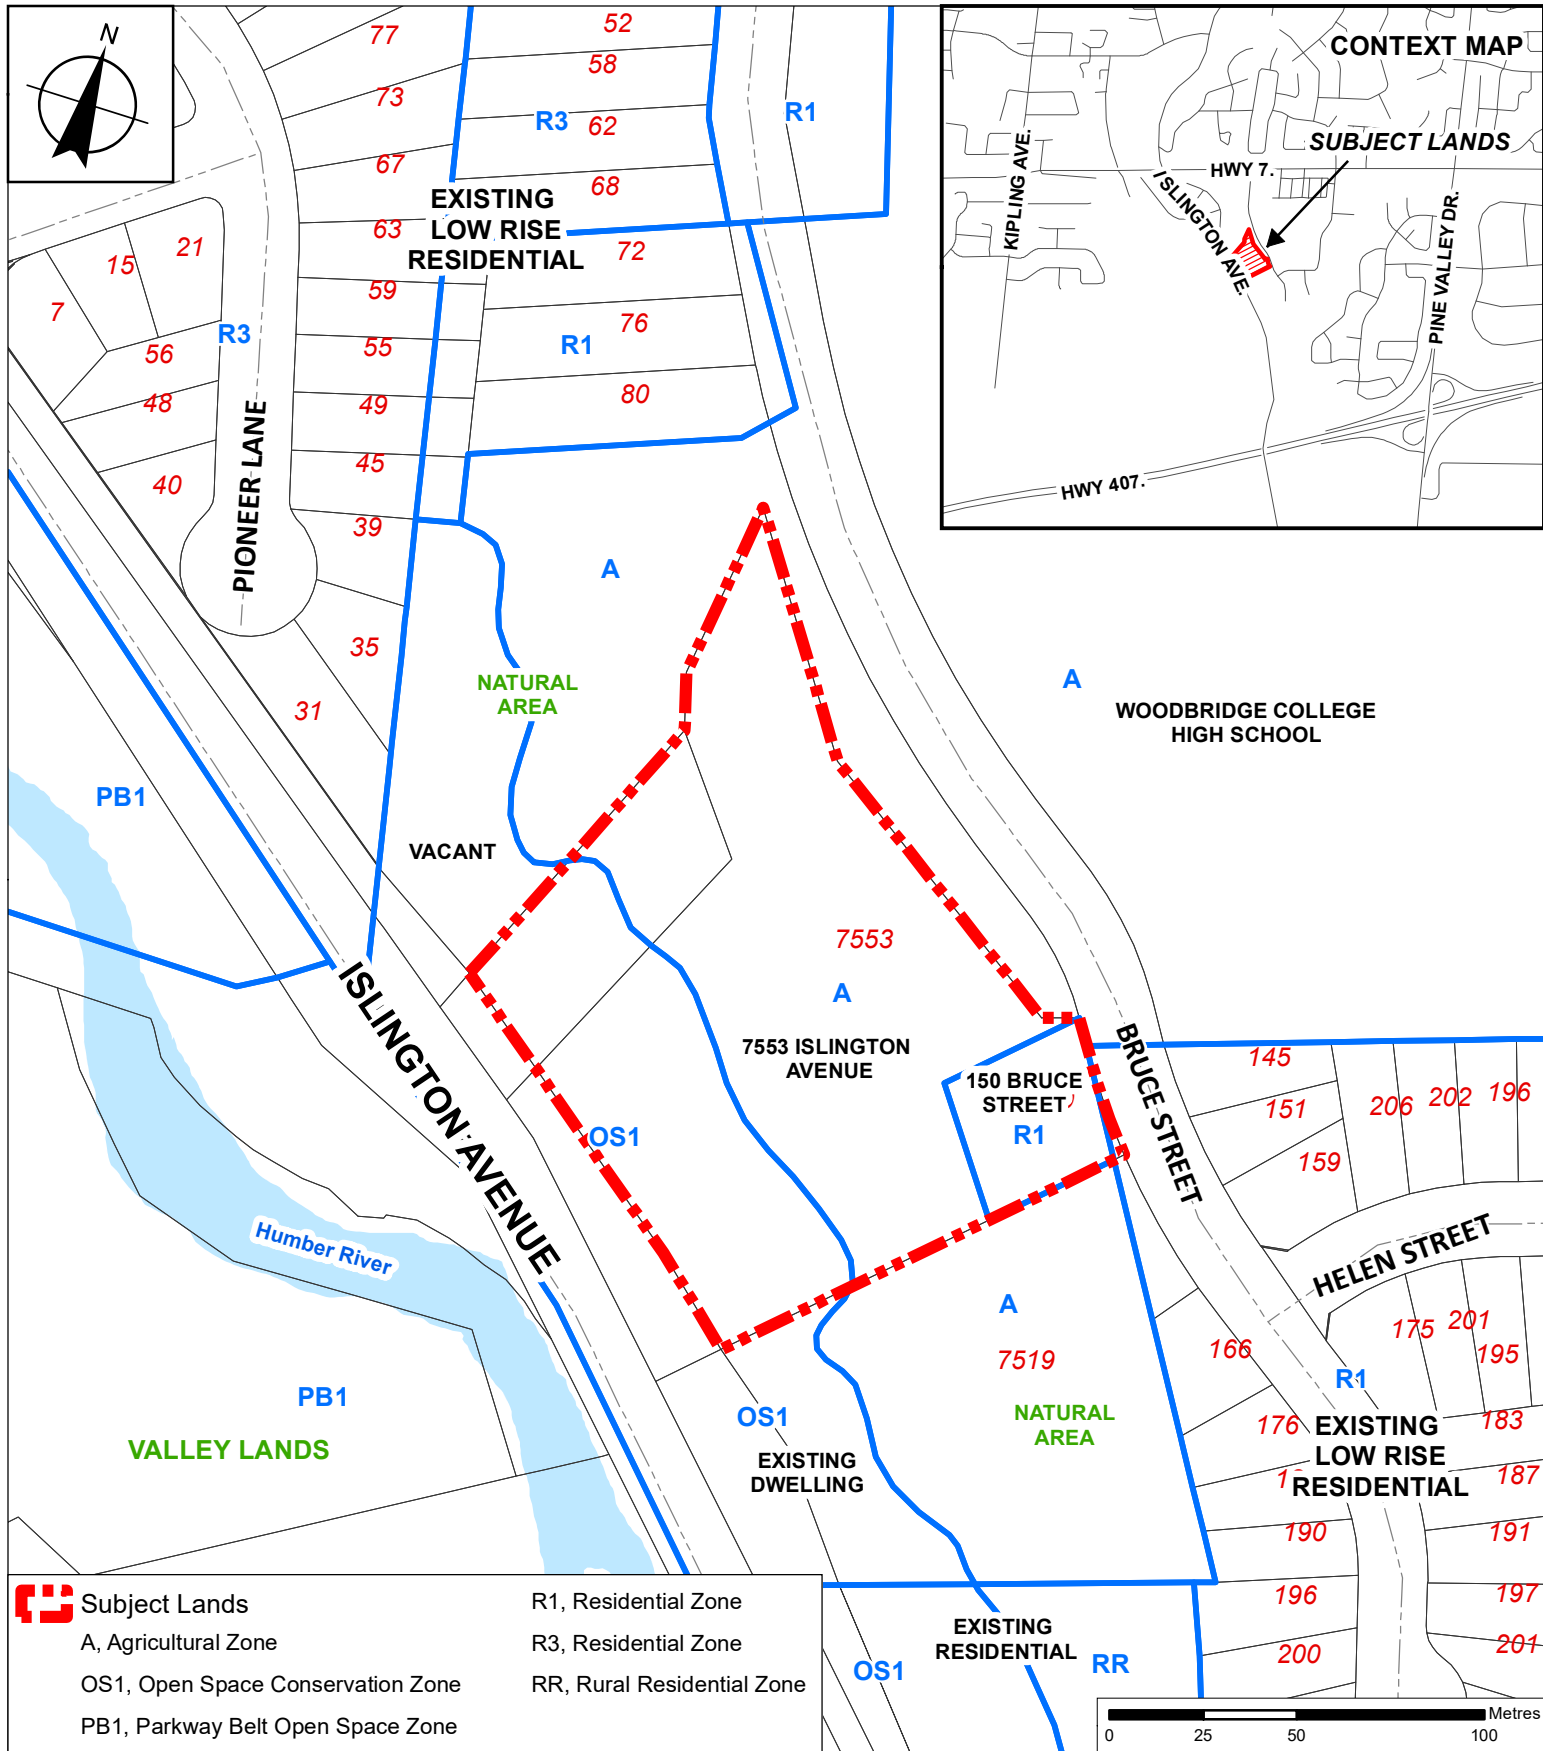 N
77
73
67
63
59
55
49
45
39
35
31
52
58
R3
62
68
R1
EXISTING
LOW RISE
RESIDENTIAL
72
76
R1
80
7
15
21
R3
56
48
40
PIONEER LANE
CONTEXT MAP
SUBJECT LANDS
HWY 7.
KIPLING AVE.
ISLINGTON AVE.
PINE VALLEY DR.
HWY 407.
A
NATURAL
AREA
VACANT
A
WOODBRIDGE COLLEGE
HIGH SCHOOL
PB1
7553
A
7553 ISLINGTON
AVENUE
150 BRUCE
STREET
R1
OS1
ISLINGTON AVENUE
BRUCE STREET
Humber River
145
151
159
206
202
196
HELEN STREET
175
201
195
183
187
191
197
201
166
176
190
196
200
R1
EXISTING
LOW RISE
RESIDENTIAL
A
7519
NATURAL
AREA
PB1
VALLEY LANDS
OS1
EXISTING
DWELLING
EXISTING
RESIDENTIAL
OS1
RR
Subject Lands
A, Agricultural Zone
OS1, Open Space Conservation Zone
PB1, Parkway Belt Open Space Zone
R1, Residential Zone
R3, Residential Zone
RR, Rural Residential Zone
Metres
0 25 50 100